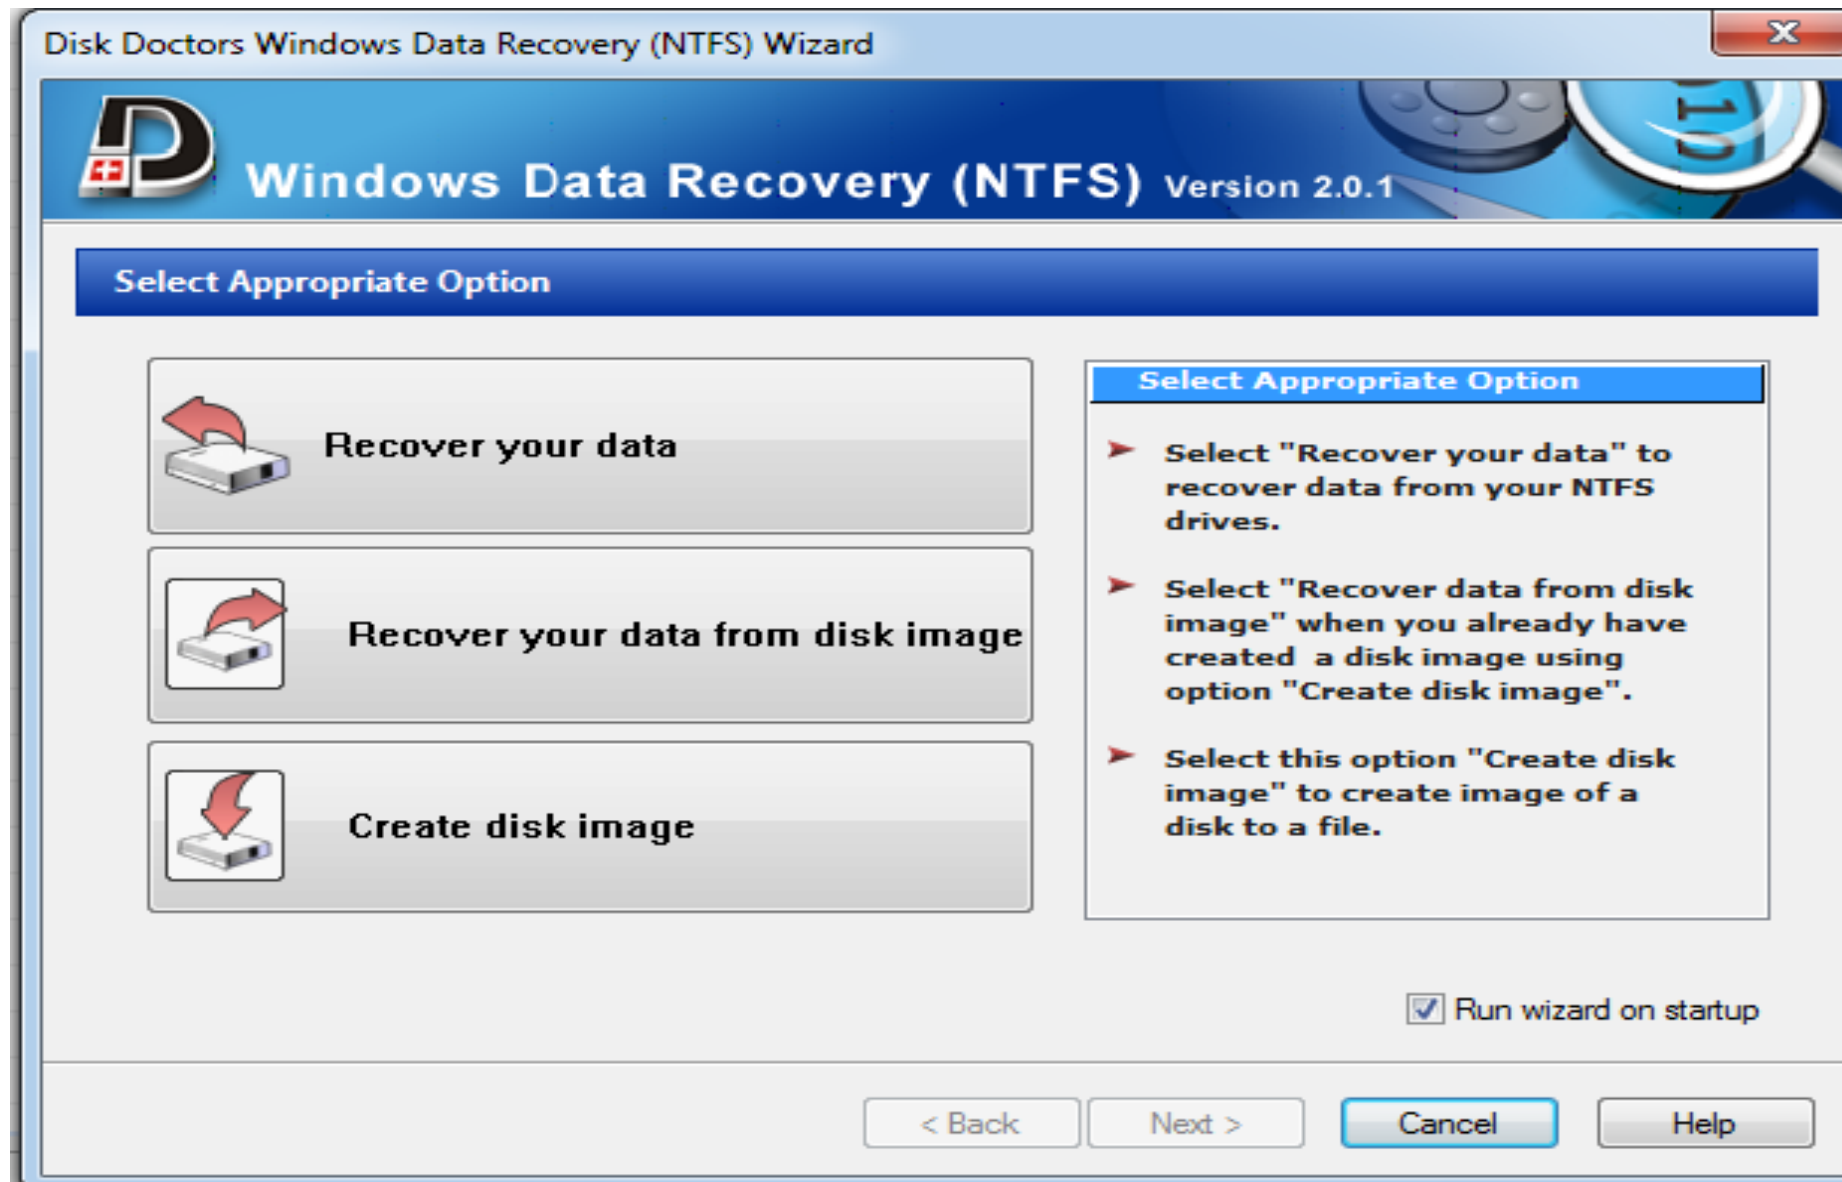 Disk Doctors Windows Data Recovery (NTFS) Wizard
Windows Data Recovery (NTFS) Version 2.0.1
Select Appropriate Option
Recover your data
Recover your data from disk image
Create disk image
Select Appropriate Option
Select "Recover your data" to
recover data from your NTFS
drives.
Select "Recover data from disk
image" when you already have
created  a disk image using
option "Create disk image".
Select this option "Create disk
image" to create image of a
disk to a file.
Run wizard on startup
< Back
Next >
Cancel
Help